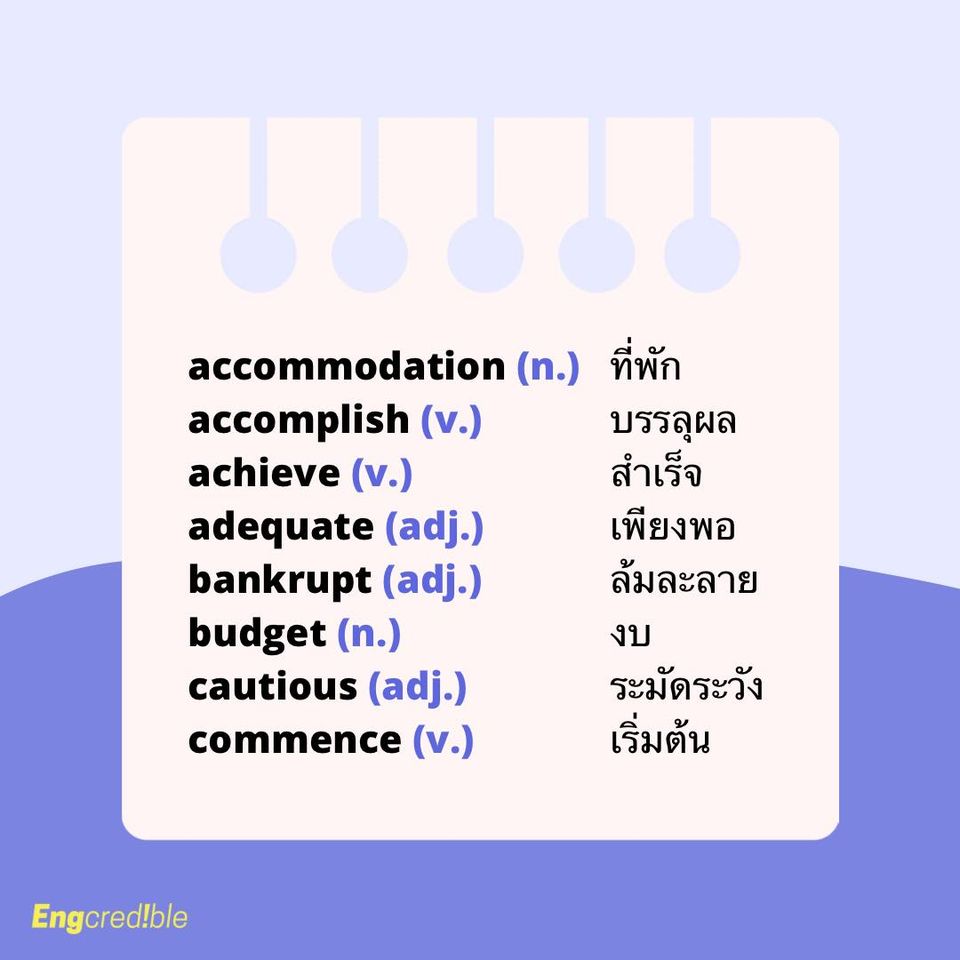 accommodation (n.) ที่พัก
accomplish (v.) บรรลุผล
achieve (v.) สำเร็จ
adequate (adj.) เพียงพอ
bankrupt (adj.) ล้มละลาย
budget (n.) งบ
cautious (adj.) ระมัดระวัง
commence (v.) เริ่มต้น
Engcred!ble